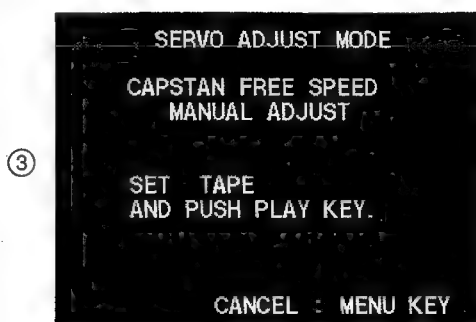 SERVO ADJUST MODE
CAPSTAN FREE SPEED
MANUAL ADJUST
③
SET TAPE
AND PUSH PLAY KEY.
CANCEL : MENU KEY